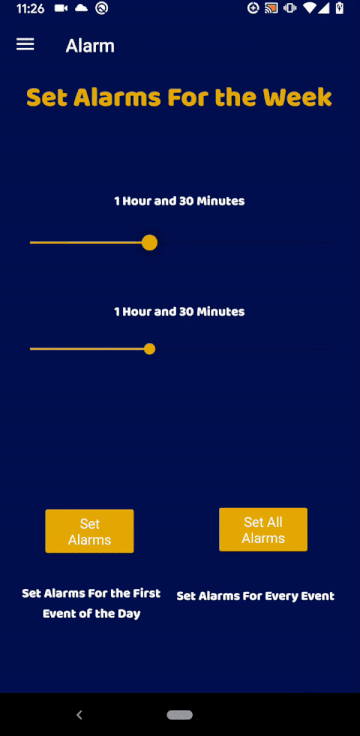 11:26
Alarm
Set Alarms For the Week
1 Hour and 30 Minutes
1 Hour and 30 Minutes
Set
Alarms
Set All
Alarms
Set Alarms For the First
Event of the Day
Set Alarms For Every Event